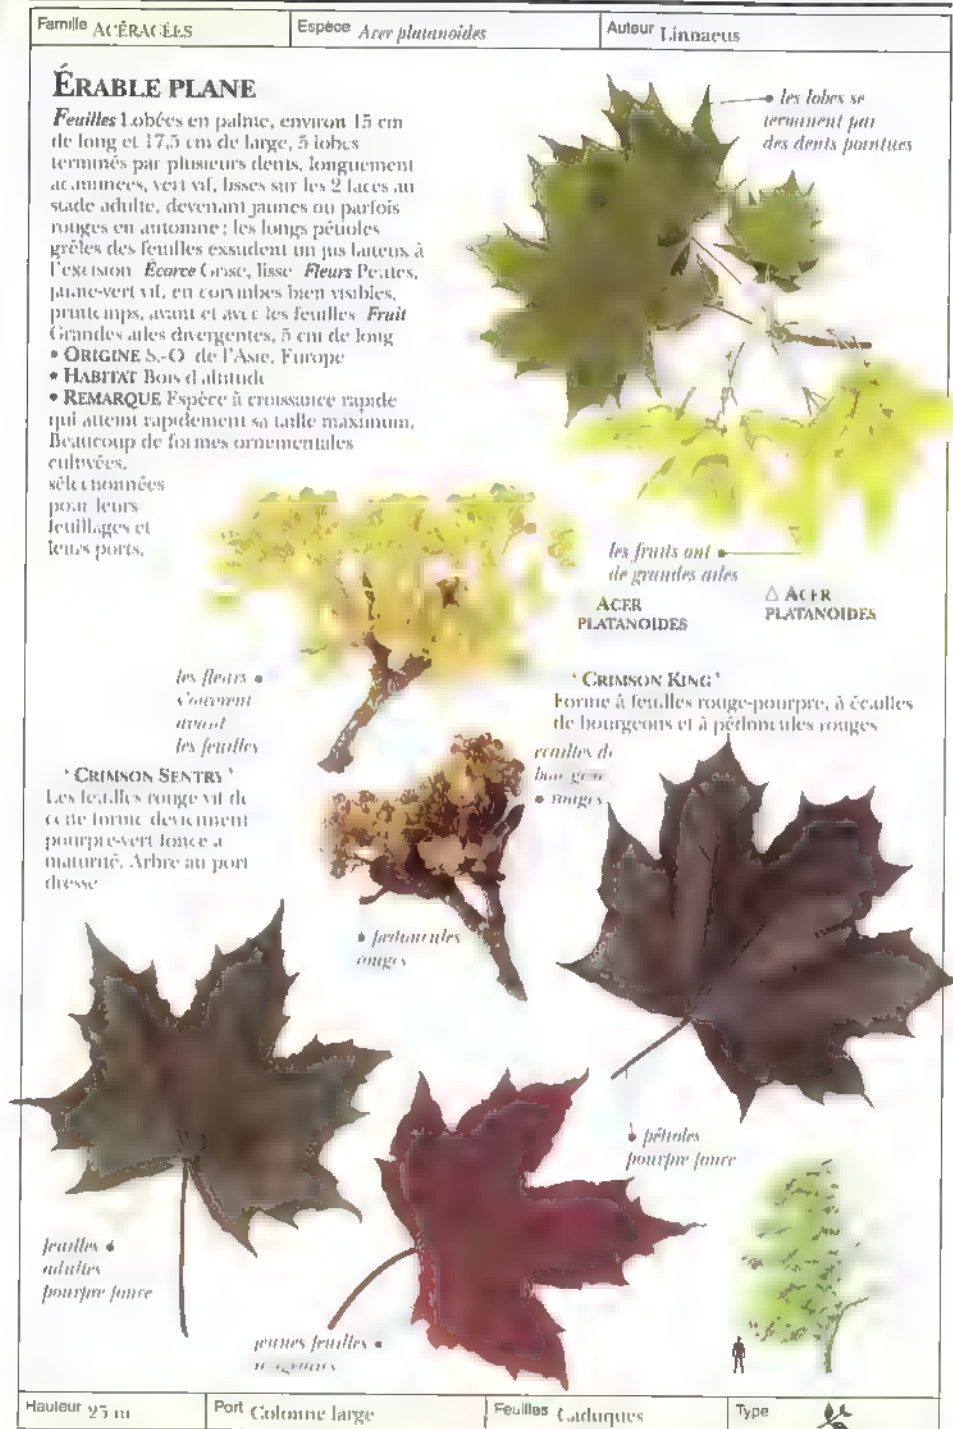 Famille ACÉRACÉES
Espèce Acer platanoides
Auteur Linnaeus
ÉRABLE PLANE
Feuilles Lobées en palme, environ 15 cm
de long et 17,5 cm de large, 5 lobes
terminés par plusieurs dents, longuement
acuminées, vert vif, lisses sur les 2 faces au
stade adulte, devenant jaunes ou parfois
rouges en automne ; les longs pétioles
grêles des feuilles exsudent un jus laiteux à
l'excision Écorce Grise, lisse Fleurs Petites,
jaune-vert vif, en corymbes bien visibles,
printemps, avant et avec les feuilles Fruit
Grandes ailes divergentes, 5 cm de long
• ORIGINE S.-O. de l'Asie, Europe
• HABITAT Bois d'altitude
• REMARQUE Espèce à croissance rapide
qui atteint rapidement sa taille maximum.
Beaucoup de formes ornementales
cultivées,
sélectionnées
pour leurs
feuillages et
leurs ports.
les lobes se
terminent par
des dents pointues
les fruits ont
de grandes ailes
ACER
PLATANOIDES
△ ACER
PLATANOIDES
les fleurs
s'ouvrent
avant
les feuilles
' CRIMSON KING '
Forme à feuilles rouge-pourpre, à écailles
de bourgeons et à pédoncules rouges
écailles de
bourgeons
rouges
' CRIMSON SENTRY '
Les feuilles rouge vif de
cette forme deviennent
pourpre-vert foncé à
maturité. Arbre au port
dressé
pédoncules
rouges
pétioles
pourpre foncé
feuilles
adultes
pourpre foncé
jeunes feuilles
Hauteur 25 m
Port Colonne large
Feuilles Caduques
Type